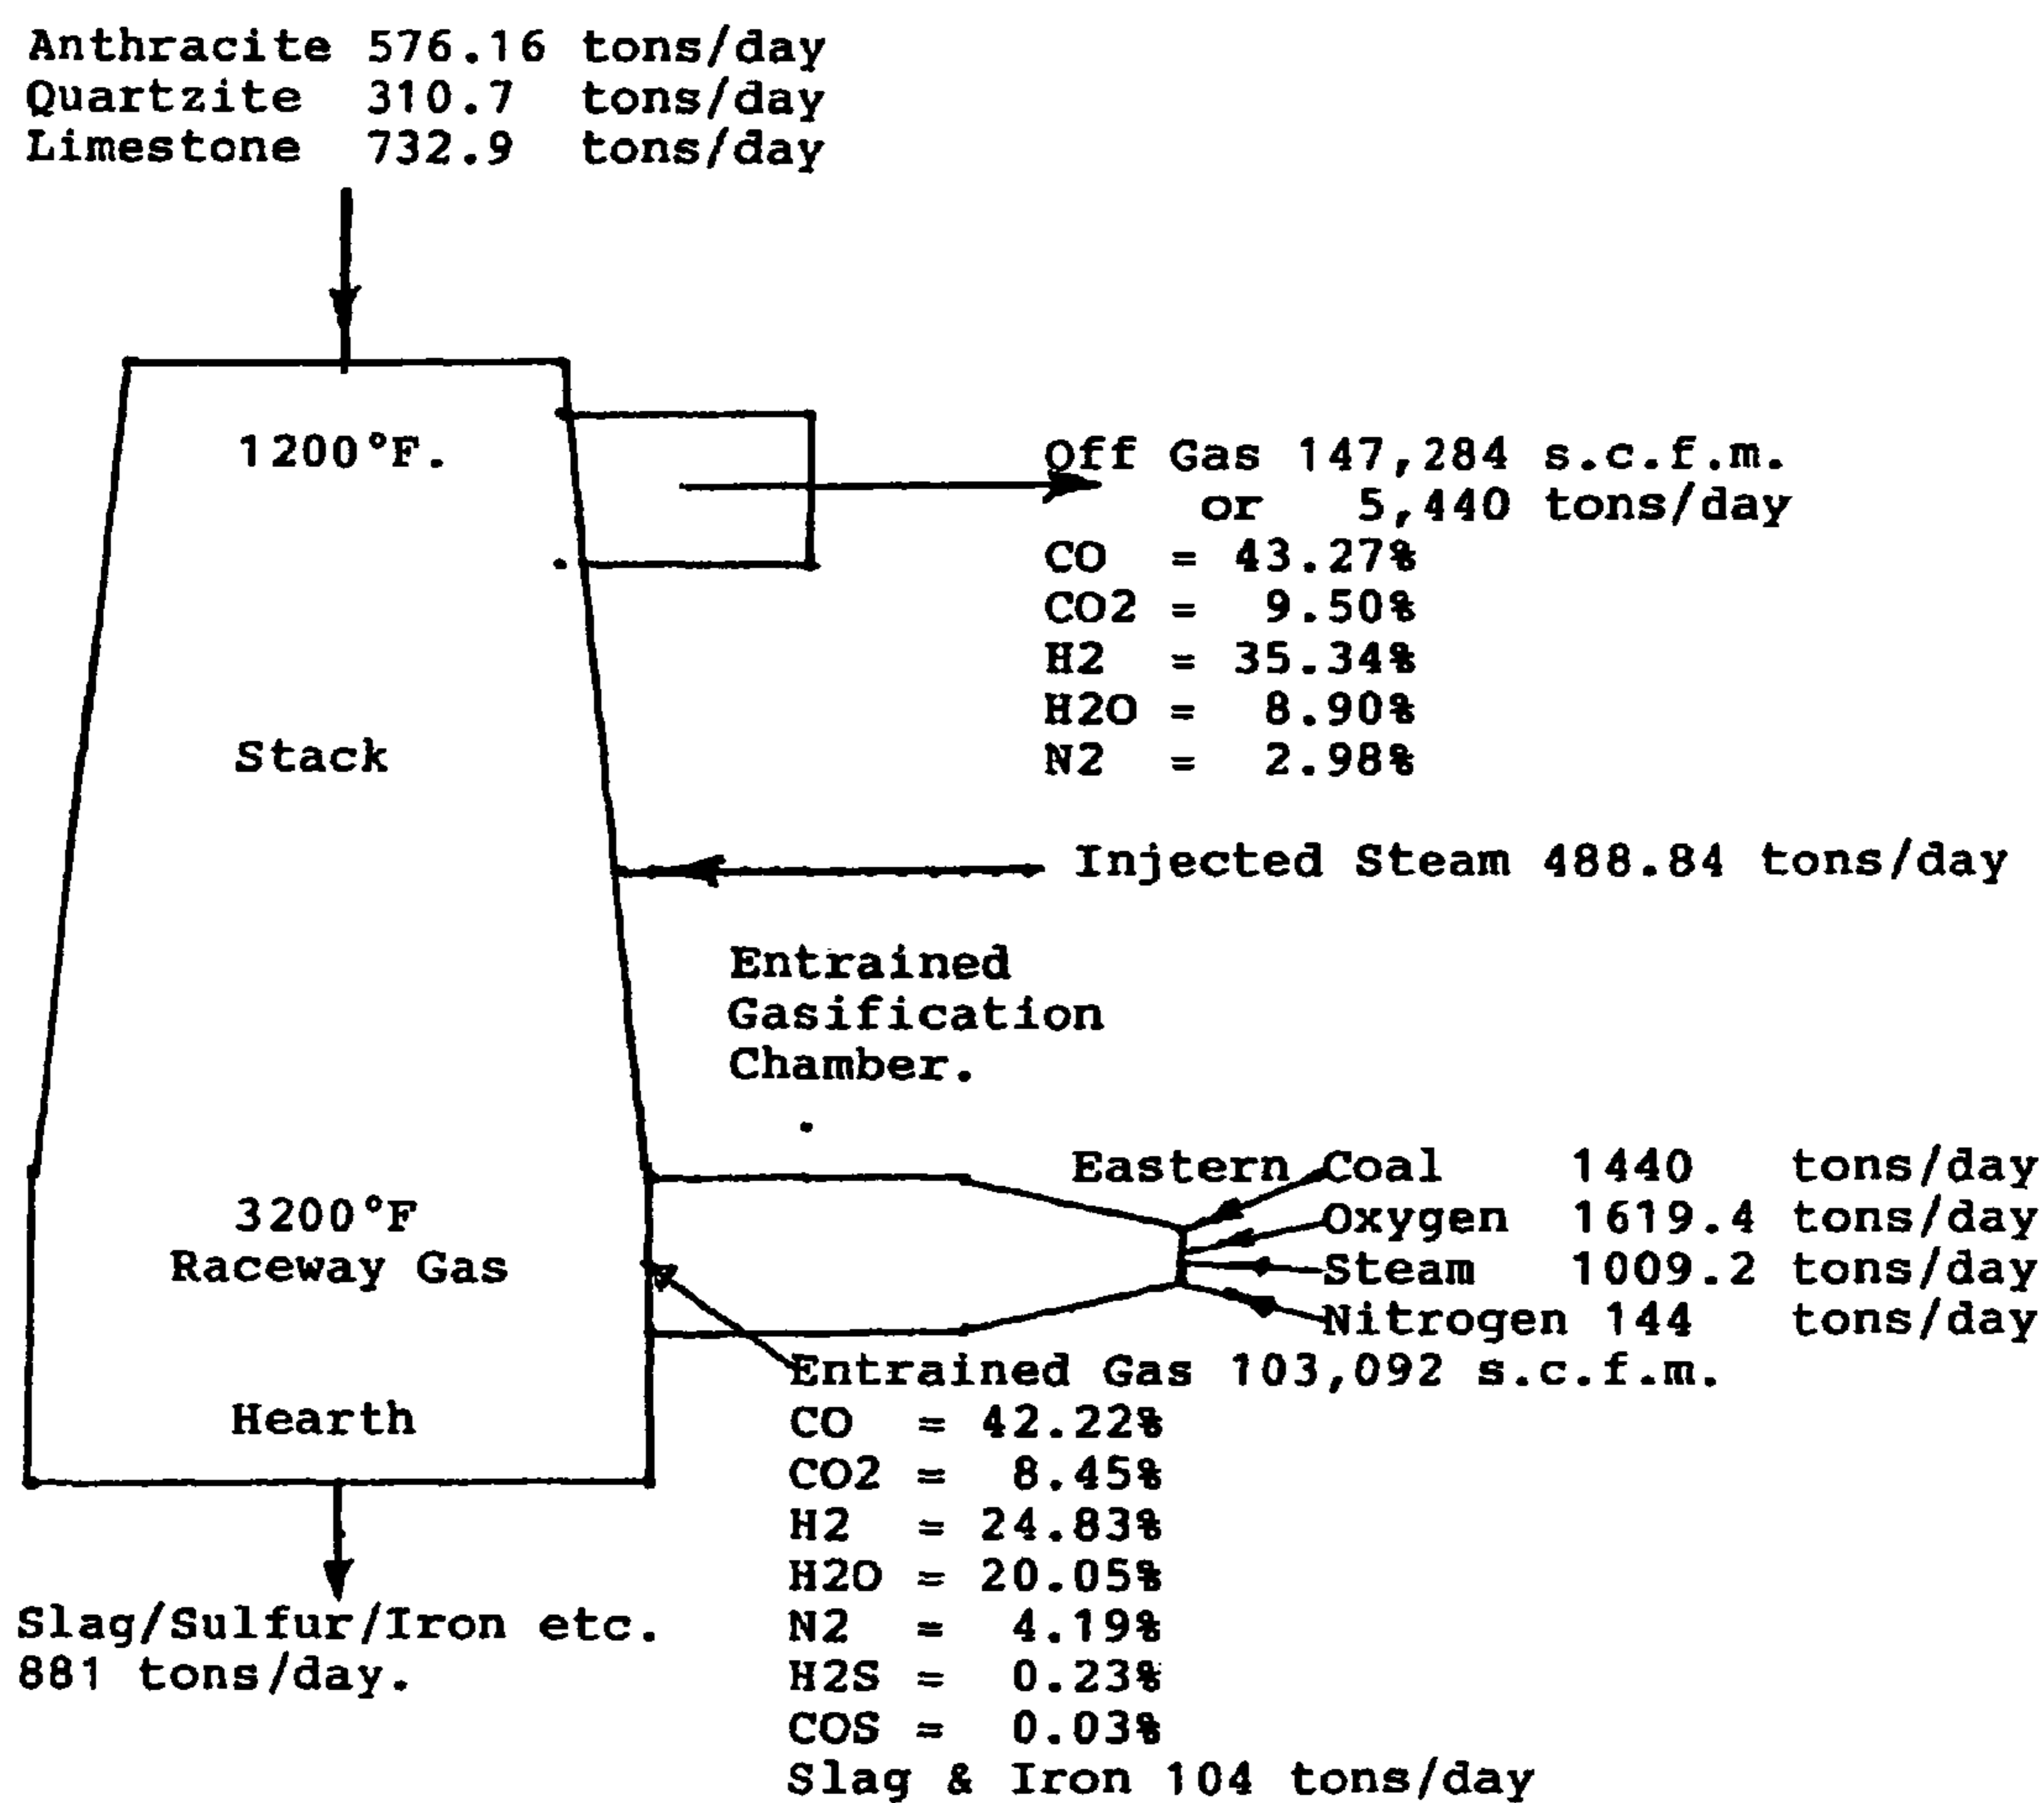 Anthracite 576.16 tons/day
Quartzite 310.7 tons/day
Limestone 732.9 tons/day
1200°F.
Off Gas 147,284 s.c.f.m.
or 5,440 tons/day
CO = 43.27%
CO2 = 9.50%
H2 = 35.34%
H2O = 8.90%
N2 = 2.98%
Stack
Injected Steam 488.84 tons/day
Entrained
Gasification
Chamber.
Eastern Coal 1440 tons/day
Oxygen 1619.4 tons/day
Steam 1009.2 tons/day
Nitrogen 144 tons/day
3200°F
Raceway Gas
Entrained Gas 103,092 s.c.f.m.
CO = 42.22%
CO2 = 8.45%
H2 = 24.83%
H2O = 20.05%
N2 = 4.19%
H2S = 0.23%
COS = 0.03%
Slag & Iron 104 tons/day
Hearth
Slag/Sulfur/Iron etc.
881 tons/day.